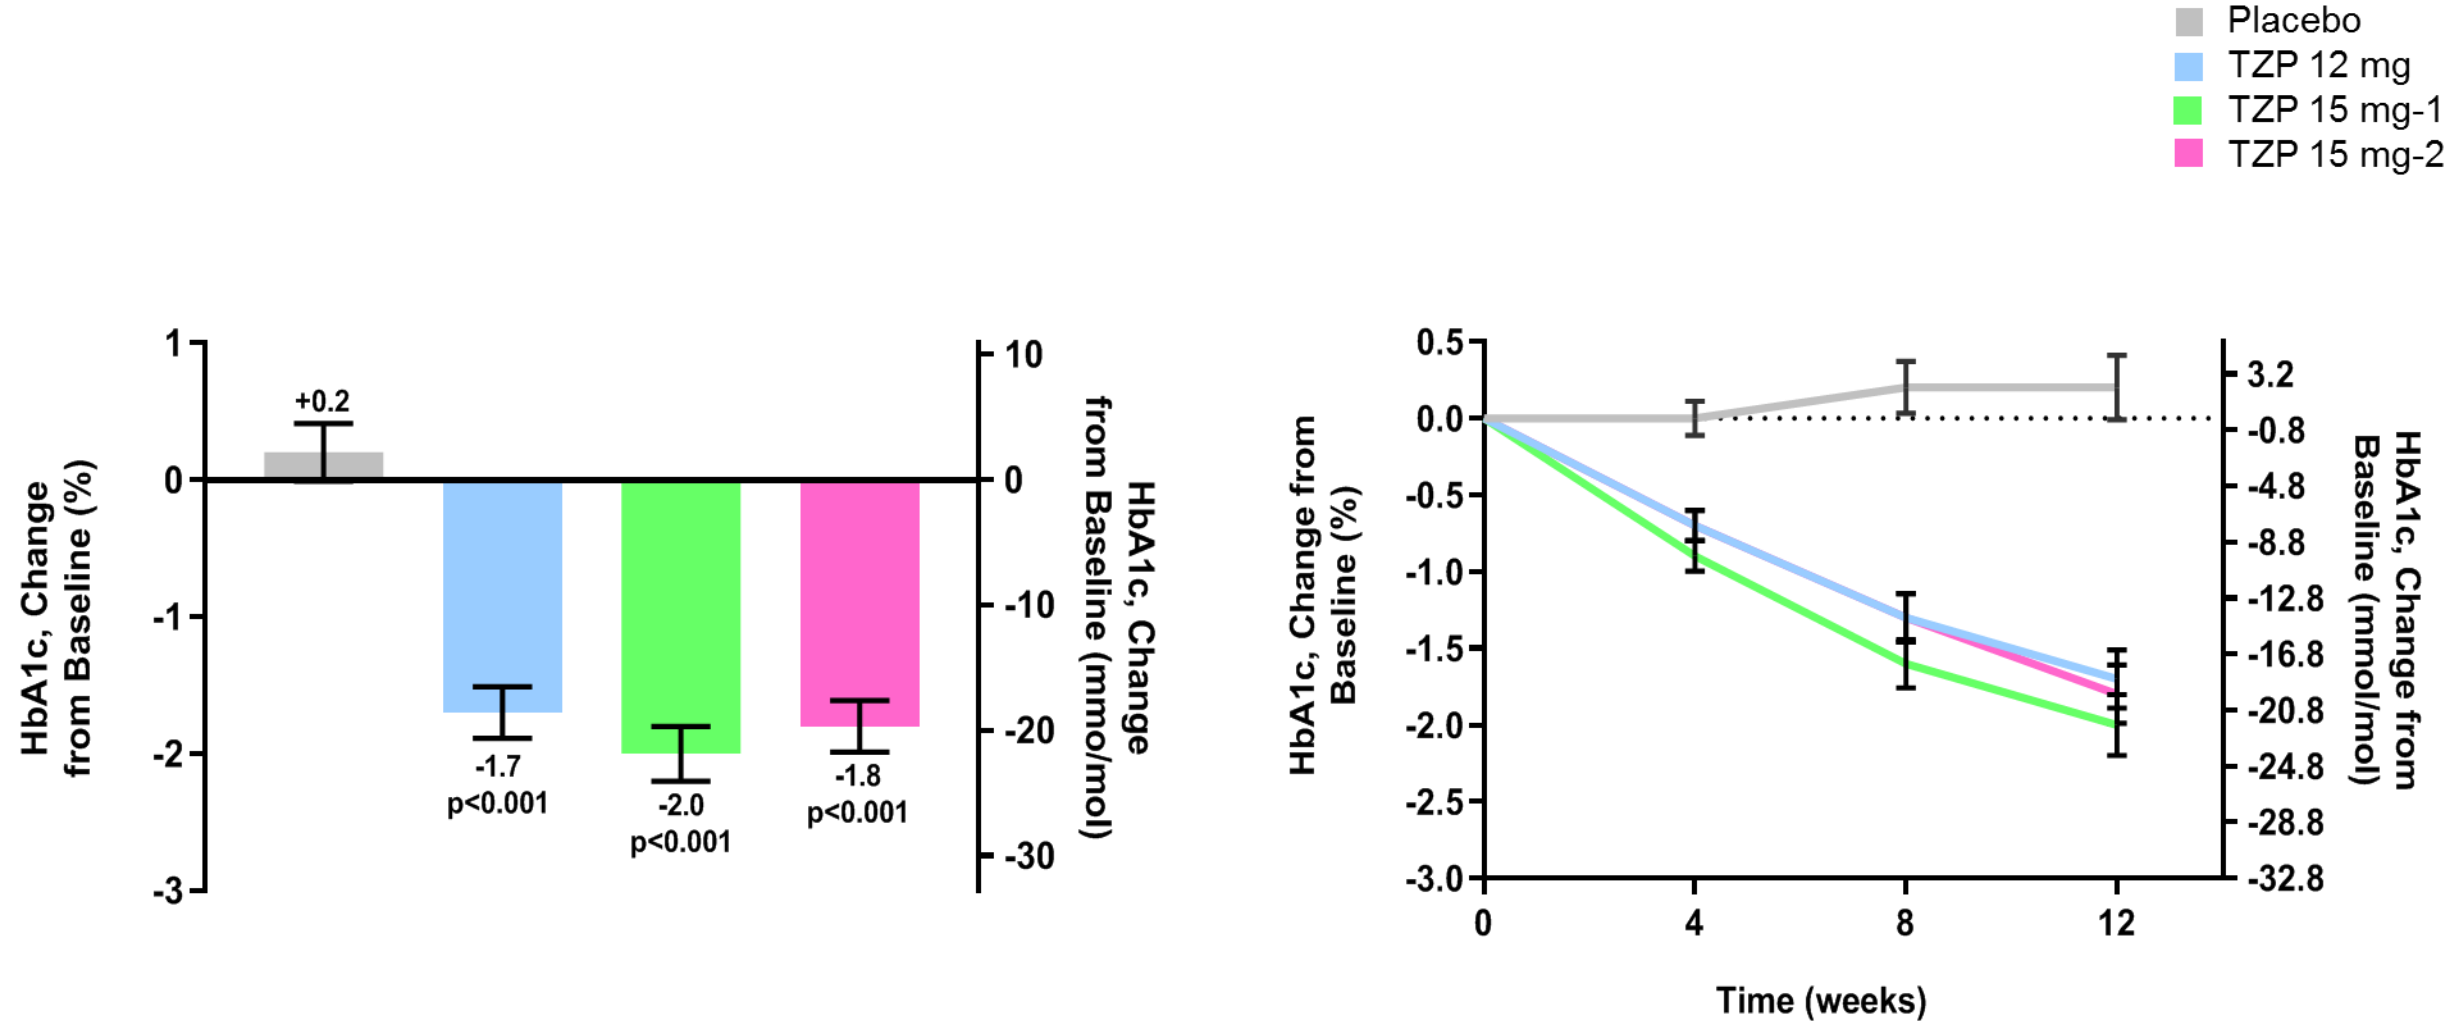 Placebo
TZP 12 mg
TZP 15 mg-1
TZP 15 mg-2
HbA1c, Change
from Baseline (%)
1
0
-1
-2
-3
+0.2
-1.7
p<0.001
-2.0
p<0.001
-1.8
p<0.001
10
0
-10
-20
-30
HbA1c, Change
from Baseline (mmo/mol)
HbA1c, Change from
Baseline (%)
0.5
0.0
-0.5
-1.0
-1.5
-2.0
-2.5
-3.0
0
4
8
12
Time (weeks)
3.2
-0.8
-4.8
-8.8
-12.8
-16.8
-20.8
-24.8
-28.8
-32.8
HbA1c, Change from
Baseline (mmol/mol)